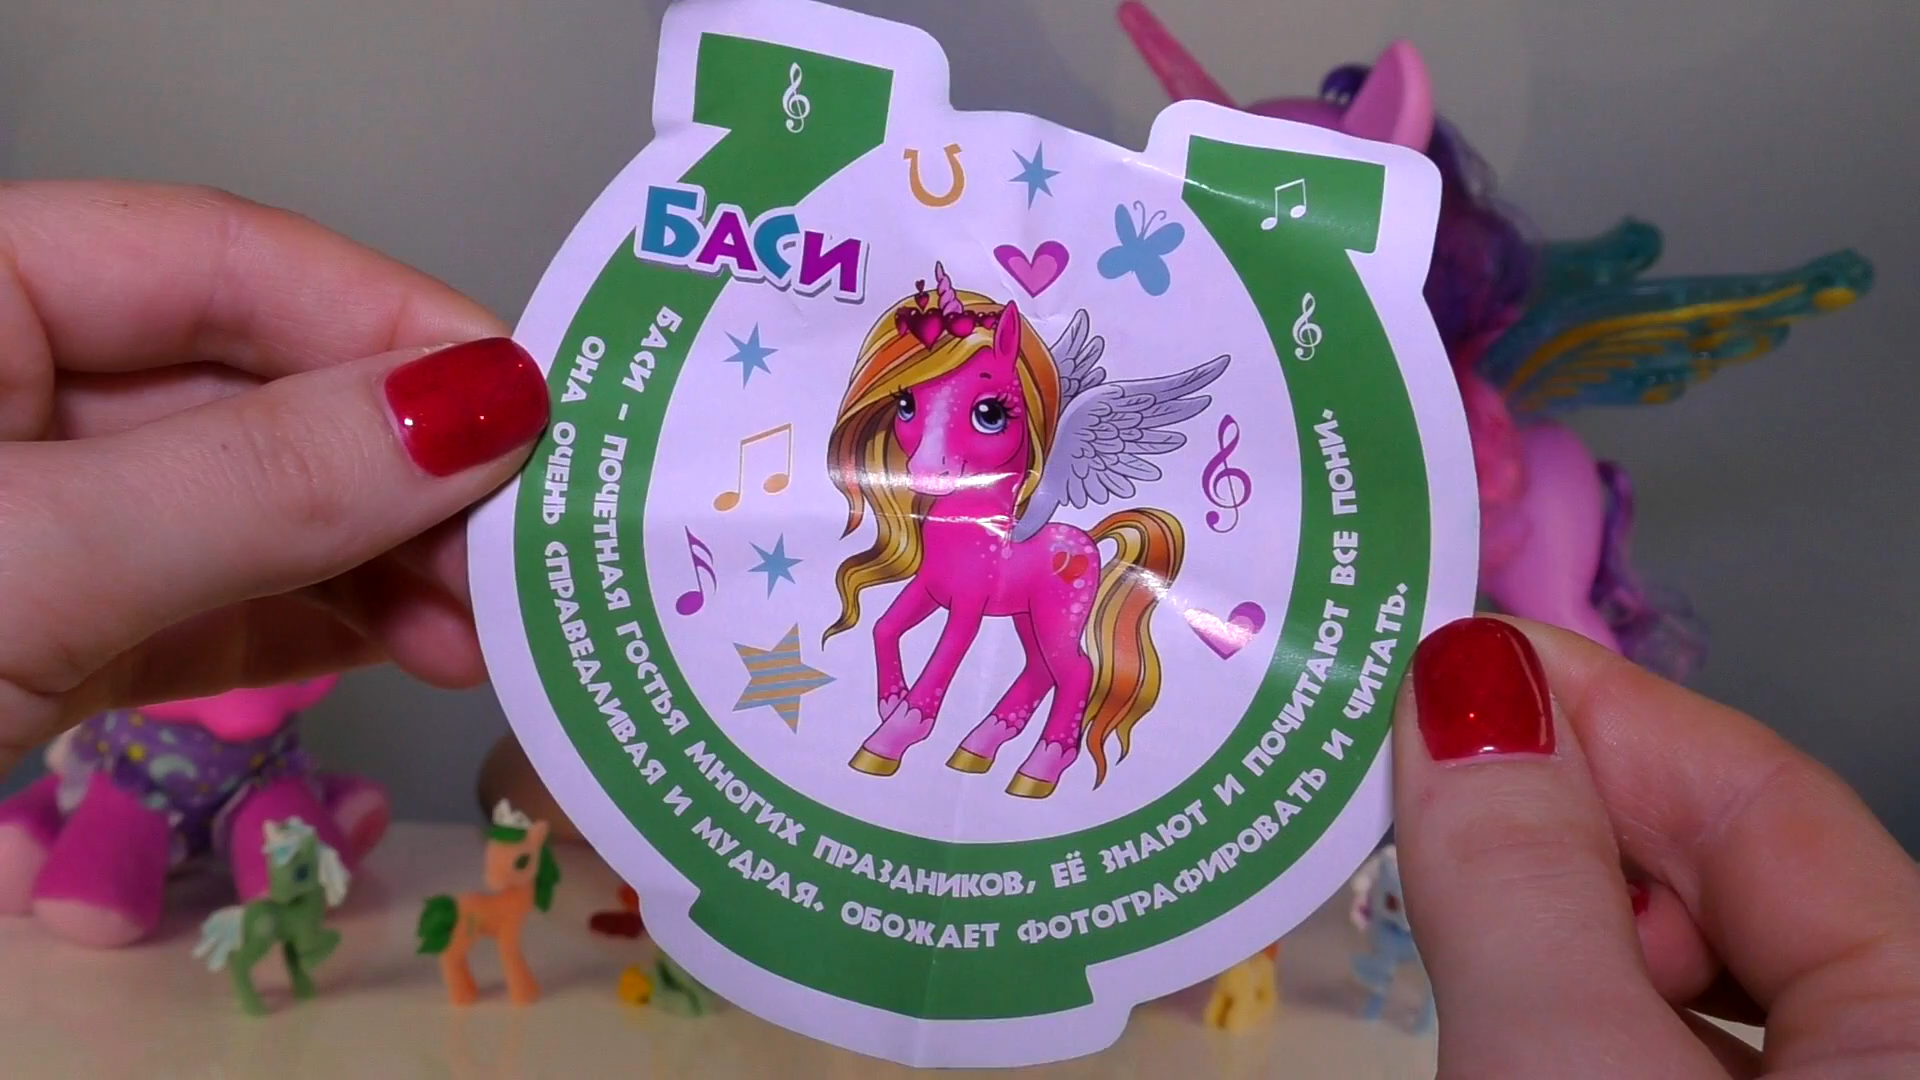 БАСИ
БАСИ - ПОЧЕТНАЯ ГОСТЬЯ МНОГИХ ПРАЗДНИКОВ, ЕЁ ЗНАЮТ И ПОЧИТАЮТ ВСЕ ПОНИ.
ОНА ОЧЕНЬ СПРАВЕДЛИВАЯ И МУДРАЯ. ОБОЖАЕТ ФОТОГРАФИРОВАТЬ И ЧИТАТЬ.